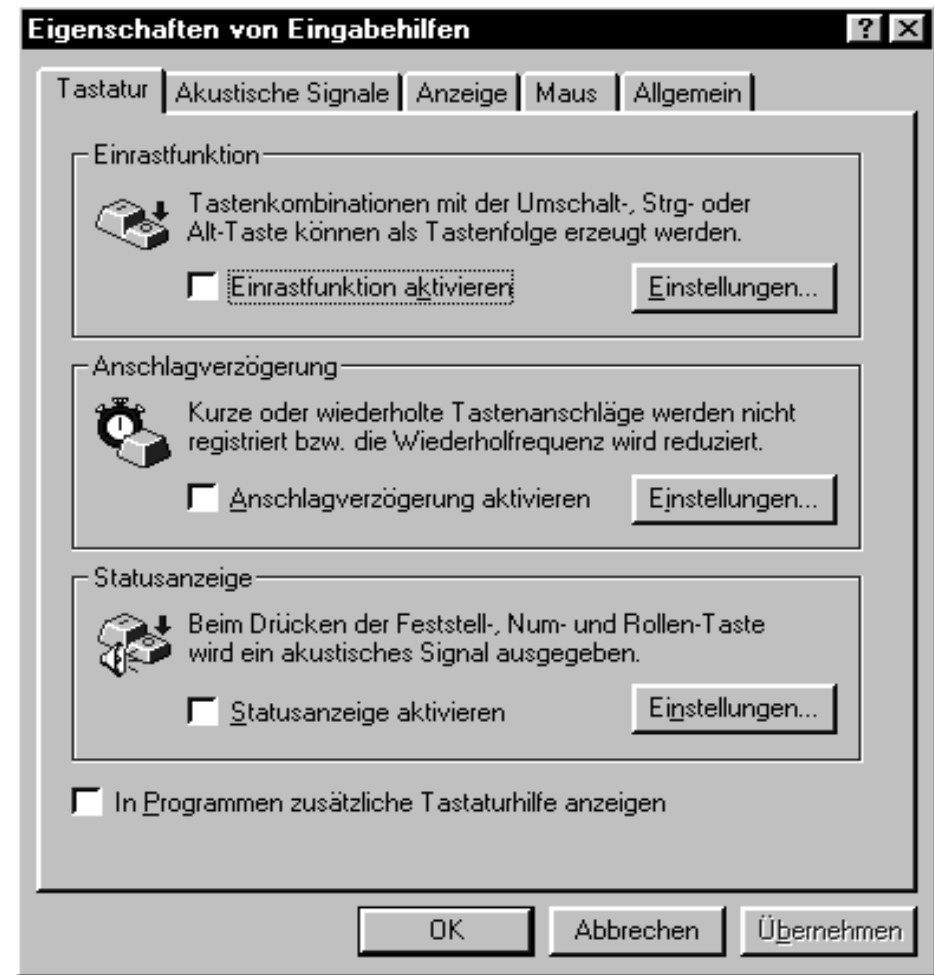 Eigenschaften von Eingabehilfen
Tastatur Akustische Signale Anzeige Maus Allgemein
Einrastfunktion
Tastenkombinationen mit der Umschalt-, Strg- oder
Alt-Taste können als Tastenfolge erzeugt werden.
Einrastfunktion aktivieren Einstellungen...
Anschlagverzögerung
Kurze oder wiederholte Tastenanschläge werden nicht
registriert bzw. die Wiederholfrequenz wird reduziert.
Anschlagverzögerung aktivieren Einstellungen...
Statusanzeige
Beim Drücken der Feststell-, Num- und Rollen-Taste
wird ein akustisches Signal ausgegeben.
Statusanzeige aktivieren Einstellungen...
In Programmen zusätzliche Tastaturhilfe anzeigen
OK Abbrechen Übernehmen